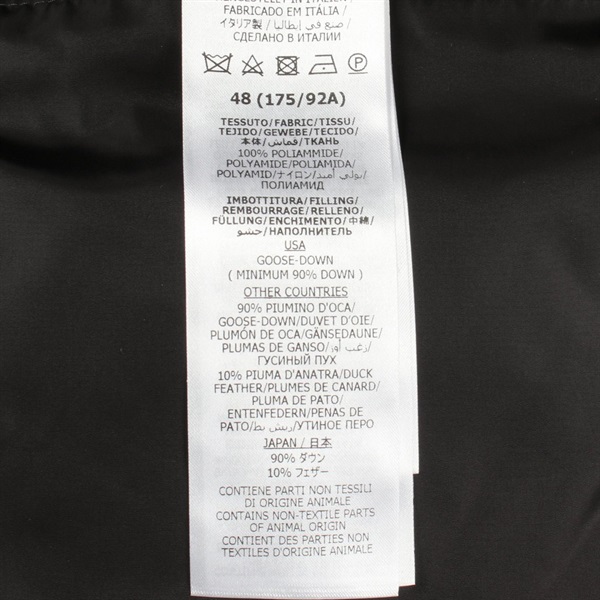 FABRICADO EM ITÁLIA/
イタリア製/صنع في إيطاليا/
СДЕЛАНО В ИТАЛИИ
48 (175/92A)
TESSUTO/FABRIC/TISSU/
TEJIDO/GEWEBE/TECIDO/
本体/قماش/ТКАНЬ
100% POLIAMMIDE/
POLYAMIDE/POLIAMIDA/
POLYAMID/ナイロン/بولي أميد/
ПОЛИАМИД
IMBOTTITURA/FILLING/
REMBOURRAGE/RELLENO/
FÜLLUNG/ENCHIMENTO/中綿/
حشو/НАПОЛНИТЕЛЬ
USA
GOOSE-DOWN
( MINIMUM 90% DOWN )
OTHER COUNTRIES
90% PIUMINO D'OCA/
GOOSE-DOWN/DUVET D'OIE/
PLUMÓN DE OCA/GÄNSEDAUNE/
PLUMAS DE GANSO/زغب أوز/
ГУСИНЫЙ ПУХ
10% PIUMA D'ANATRA/DUCK
FEATHER/PLUMES DE CANARD/
PLUMA DE PATO/
ENTENFEDERN/PENAS DE
PATO/ريش بط/УТИНОЕ ПЕРО
JAPAN / 日本
90% ダウン
10% フェザー
CONTIENE PARTI NON TESSILI
DI ORIGINE ANIMALE
CONTAINS NON-TEXTILE PARTS
OF ANIMAL ORIGIN
CONTIENT DES PARTIES NON
TEXTILES D'ORIGINE ANIMALE